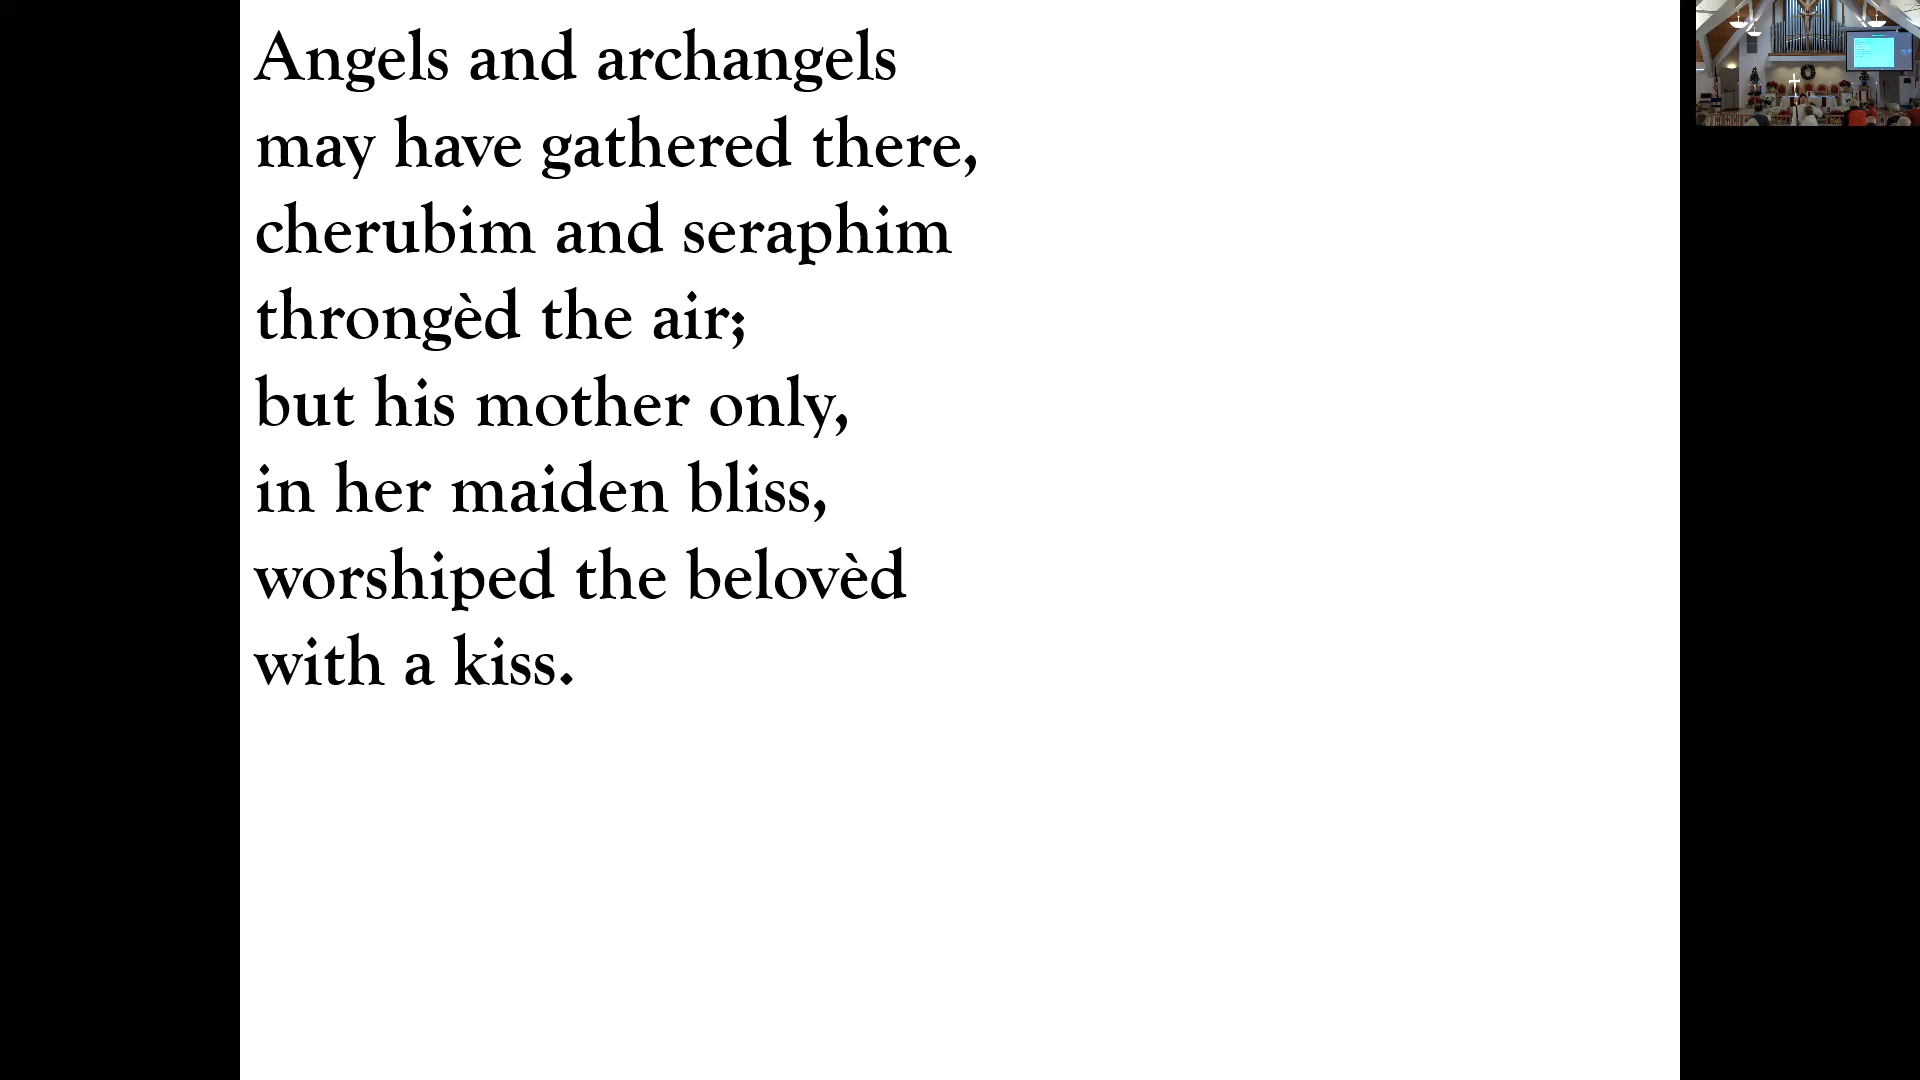 Angels and archangels
may have gathered there,
cherubim and seraphim
throngèd the air;
but his mother only,
in her maiden bliss,
worshiped the belovèd
with a kiss.